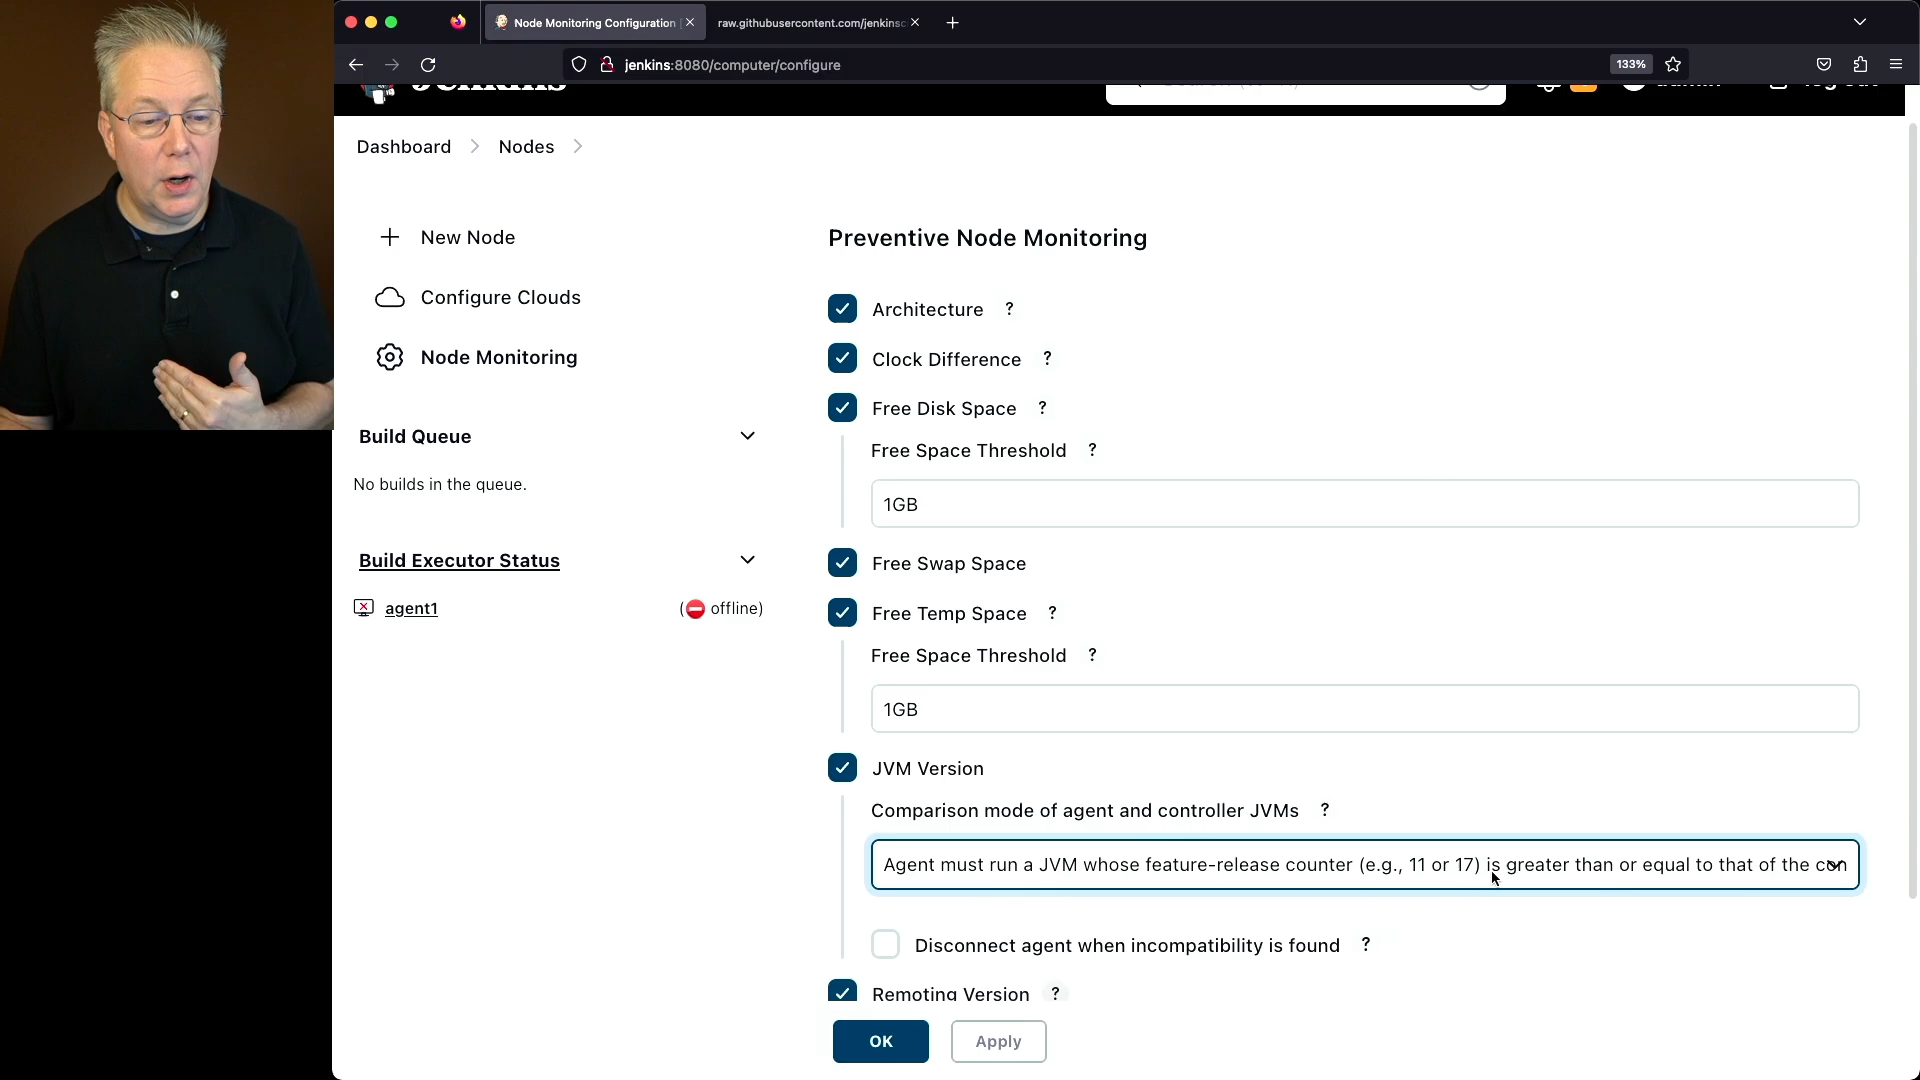 Node Monitoring Configuration
raw.githubusercontent.com/jenkinsc
jenkins:8080/computer/configure
133%
Jenkins
Dashboard
Nodes
New Node
Configure Clouds
Node Monitoring
Build Queue
No builds in the queue.
Build Executor Status
agent1
(offline)
Preventive Node Monitoring
Architecture ?
Clock Difference ?
Free Disk Space ?
Free Space Threshold ?
1GB
Free Swap Space
Free Temp Space ?
Free Space Threshold ?
1GB
JVM Version
Comparison mode of agent and controller JVMs ?
Agent must run a JVM whose feature-release counter (e.g., 11 or 17) is greater than or equal to that of the con
Disconnect agent when incompatibility is found ?
Remoting Version ?
OK
Apply